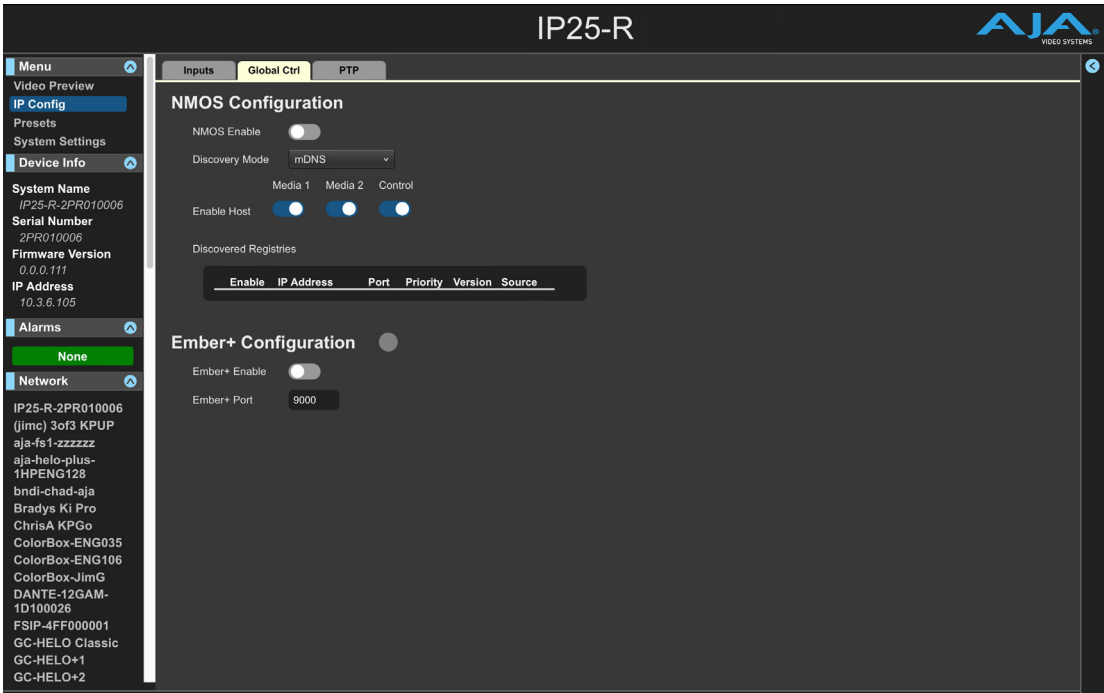 IP25-R
AJA
VIDEO SYSTEMS
Menu
Video Preview
IP Config
Presets
System Settings
Device Info
System Name
IP25-R-2PR010006
Serial Number
2PR010006
Firmware Version
0.0.0.111
IP Address
10.3.6.105
Alarms
None
Network
IP25-R-2PR010006
(jimc) 3of3 KPUP
aja-fs1-zzzzzz
aja-helo-plus-
1HPENG128
bndi-chad-aja
Bradys Ki Pro
ChrisA KPGo
ColorBox-ENG035
ColorBox-ENG106
ColorBox-JimG
DANTE-12GAM-
1D100026
FSIP-4FF000001
GC-HELO Classic
GC-HELO+1
GC-HELO+2
Inputs Global Ctrl PTP
NMOS Configuration
NMOS Enable
Discovery Mode mDNS
Media 1 Media 2 Control
Enable Host
Discovered Registries
Enable IP Address Port Priority Version Source
Ember+ Configuration
Ember+ Enable
Ember+ Port 9000